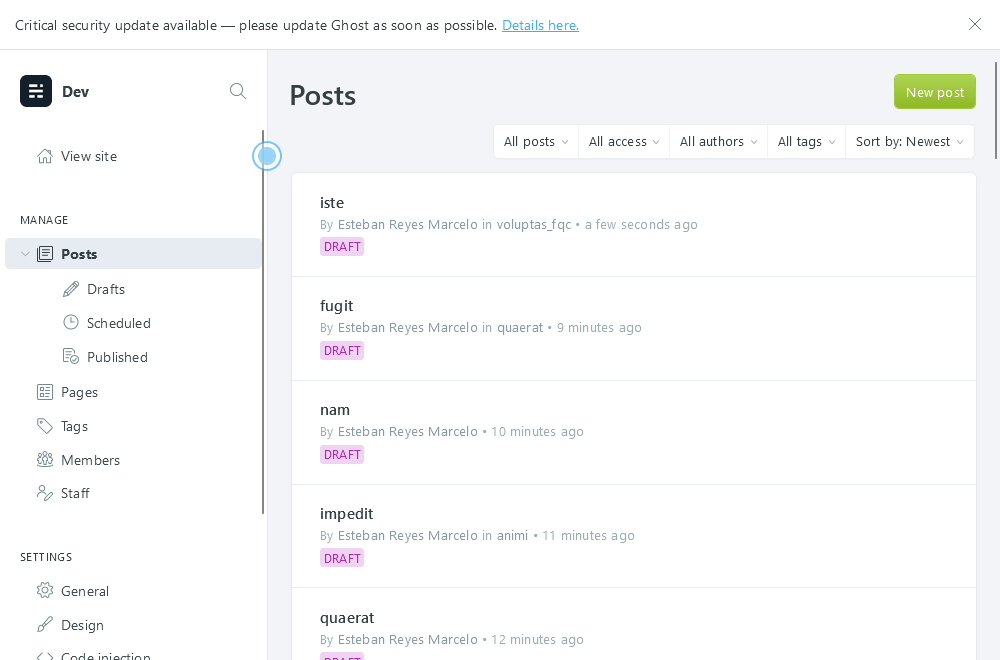 Critical security update available — please update Ghost as soon as possible. Details here.
Dev
View site
MANAGE
Posts
Drafts
Scheduled
Published
Pages
Tags
Members
Staff
SETTINGS
General
Design
Code injection
Posts
New post
All posts
All access
All authors
All tags
Sort by: Newest
iste
By Esteban Reyes Marcelo in voluptas_fqc • a few seconds ago
DRAFT
fugit
By Esteban Reyes Marcelo in quaerat • 9 minutes ago
DRAFT
nam
By Esteban Reyes Marcelo • 10 minutes ago
DRAFT
impedit
By Esteban Reyes Marcelo in animi • 11 minutes ago
DRAFT
quaerat
By Esteban Reyes Marcelo • 12 minutes ago
DRAFT